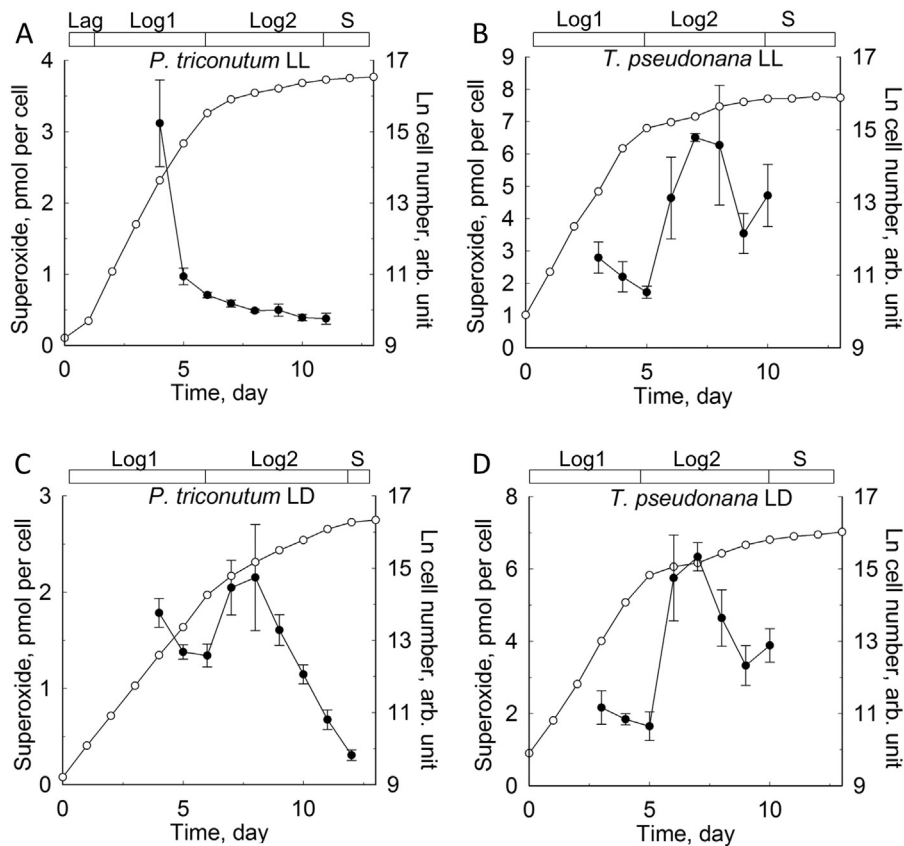 A
Lag Log1 Log2 S
P. triconutum LL
Superoxide, pmol per cell
4
3
2
1
0
17
15
13
11
9
Ln cell number, arb. unit
0 5 10
Time, day
B
Log1 Log2 S
T. pseudonana LL
Superoxide, pmol per cell
9
8
7
6
5
4
3
2
1
0
17
15
13
11
9
Ln cell number, arb. unit
0 5 10
Time, day
C
Log1 Log2 S
P. triconutum LD
Superoxide, pmol per cell
3
2
1
0
17
15
13
11
9
Ln cell number, arb. unit
0 5 10
Time, day
D
Log1 Log2 S
T. pseudonana LD
Superoxide, pmol per cell
8
6
4
2
0
17
15
13
11
9
Ln cell number, arb. unit
0 5 10
Time, day